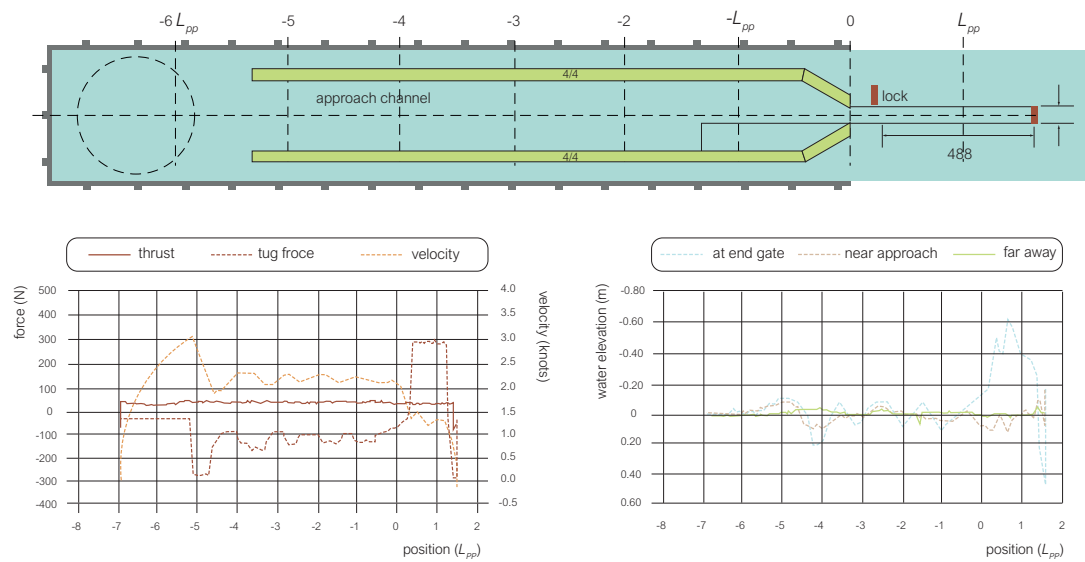 -6 Lpp -5 -4 -3 -2 -Lpp 0 Lpp
4/4
approach channel
lock
4/4
488
thrust tug froce velocity
at end gate near approach far away
force (N)
500
400
300
200
100
0
-100
-200
-300
-400
velocity (knots)
4.0
3.5
3.0
2.5
2.0
1.5
1.0
0.5
0.0
-0.5
-8 -7 -6 -5 -4 -3 -2 -1 0 1 2
position (Lpp)
water elevation (m)
-0.80
-0.60
-0.40
-0.20
0
0.20
0.40
0.60
-8 -7 -6 -5 -4 -3 -2 -1 0 1 2
position (Lpp)